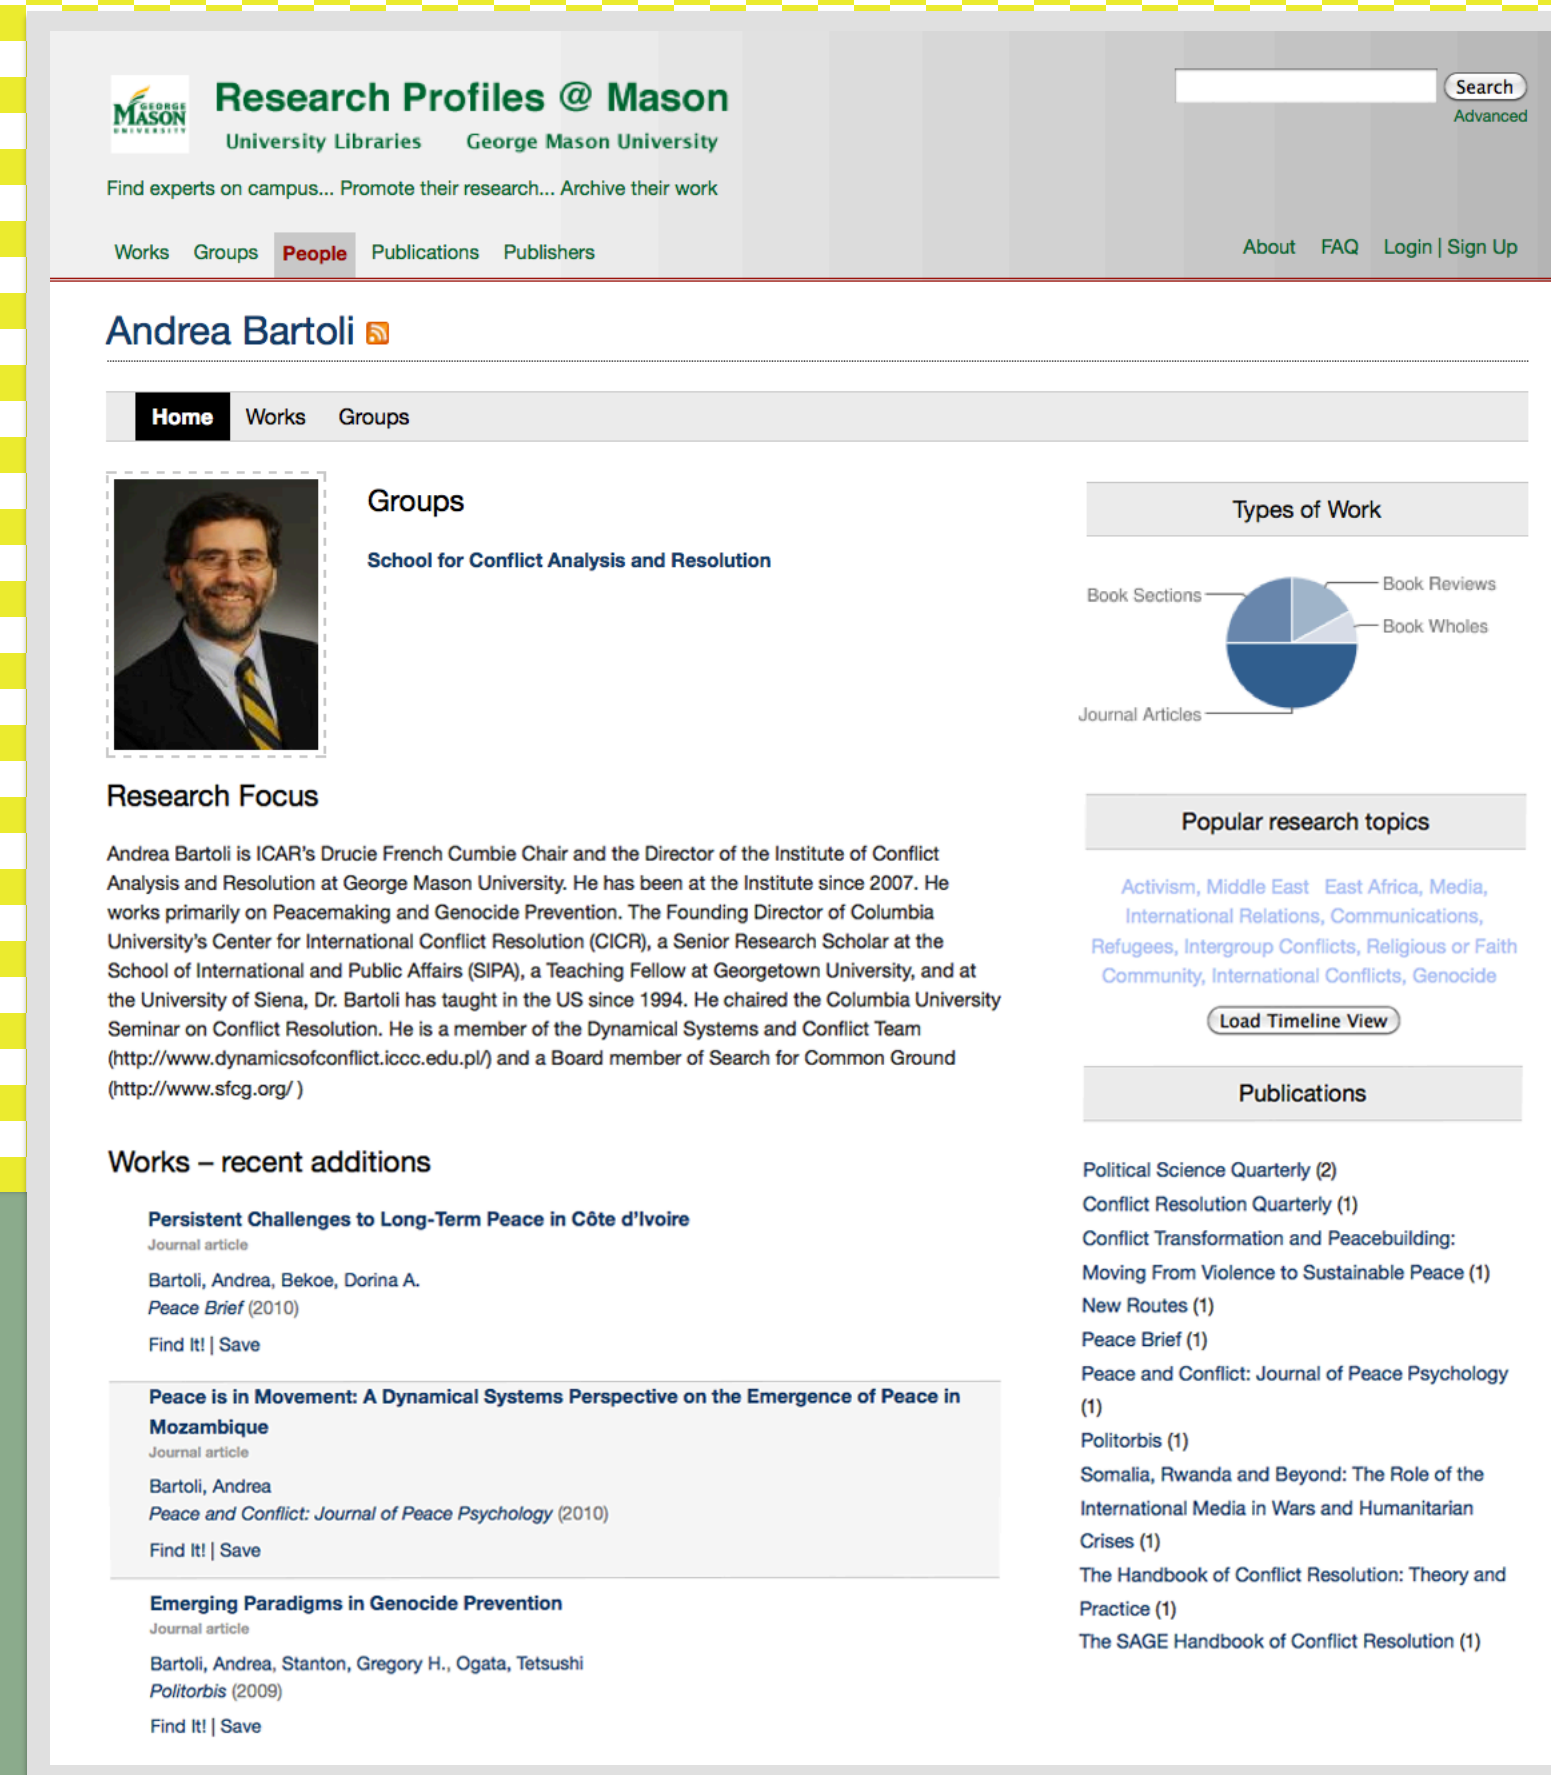 GEORGE
MASON
UNIVERSITY
Research Profiles @ Mason
University Libraries George Mason University
Find experts on campus... Promote their research... Archive their work
Search
Advanced
Works Groups People Publications Publishers
About FAQ Login | Sign Up
Andrea Bartoli
Home Works Groups
Groups
School for Conflict Analysis and Resolution
Research Focus
Andrea Bartoli is ICAR's Drucie French Cumbie Chair and the Director of the Institute of Conflict
Analysis and Resolution at George Mason University. He has been at the Institute since 2007. He
works primarily on Peacemaking and Genocide Prevention. The Founding Director of Columbia
University's Center for International Conflict Resolution (CICR), a Senior Research Scholar at the
School of International and Public Affairs (SIPA), a Teaching Fellow at Georgetown University, and at
the University of Siena, Dr. Bartoli has taught in the US since 1994. He chaired the Columbia University
Seminar on Conflict Resolution. He is a member of the Dynamical Systems and Conflict Team
(http://www.dynamicsofconflict.iccc.edu.pl/) and a Board member of Search for Common Ground
(http://www.sfcg.org/ )
Works – recent additions
Persistent Challenges to Long-Term Peace in Côte d'Ivoire
Journal article
Bartoli, Andrea, Bekoe, Dorina A.
Peace Brief (2010)
Find It! | Save
Peace is in Movement: A Dynamical Systems Perspective on the Emergence of Peace in
Mozambique
Journal article
Bartoli, Andrea
Peace and Conflict: Journal of Peace Psychology (2010)
Find It! | Save
Emerging Paradigms in Genocide Prevention
Journal article
Bartoli, Andrea, Stanton, Gregory H., Ogata, Tetsushi
Politorbis (2009)
Find It! | Save
Types of Work
Book Sections
Book Reviews
Book Wholes
Journal Articles
Popular research topics
Activism, Middle East East Africa, Media,
International Relations, Communications,
Refugees, Intergroup Conflicts, Religious or Faith
Community, International Conflicts, Genocide
Load Timeline View
Publications
Political Science Quarterly (2)
Conflict Resolution Quarterly (1)
Conflict Transformation and Peacebuilding:
Moving From Violence to Sustainable Peace (1)
New Routes (1)
Peace Brief (1)
Peace and Conflict: Journal of Peace Psychology
(1)
Politorbis (1)
Somalia, Rwanda and Beyond: The Role of the
International Media in Wars and Humanitarian
Crises (1)
The Handbook of Conflict Resolution: Theory and
Practice (1)
The SAGE Handbook of Conflict Resolution (1)